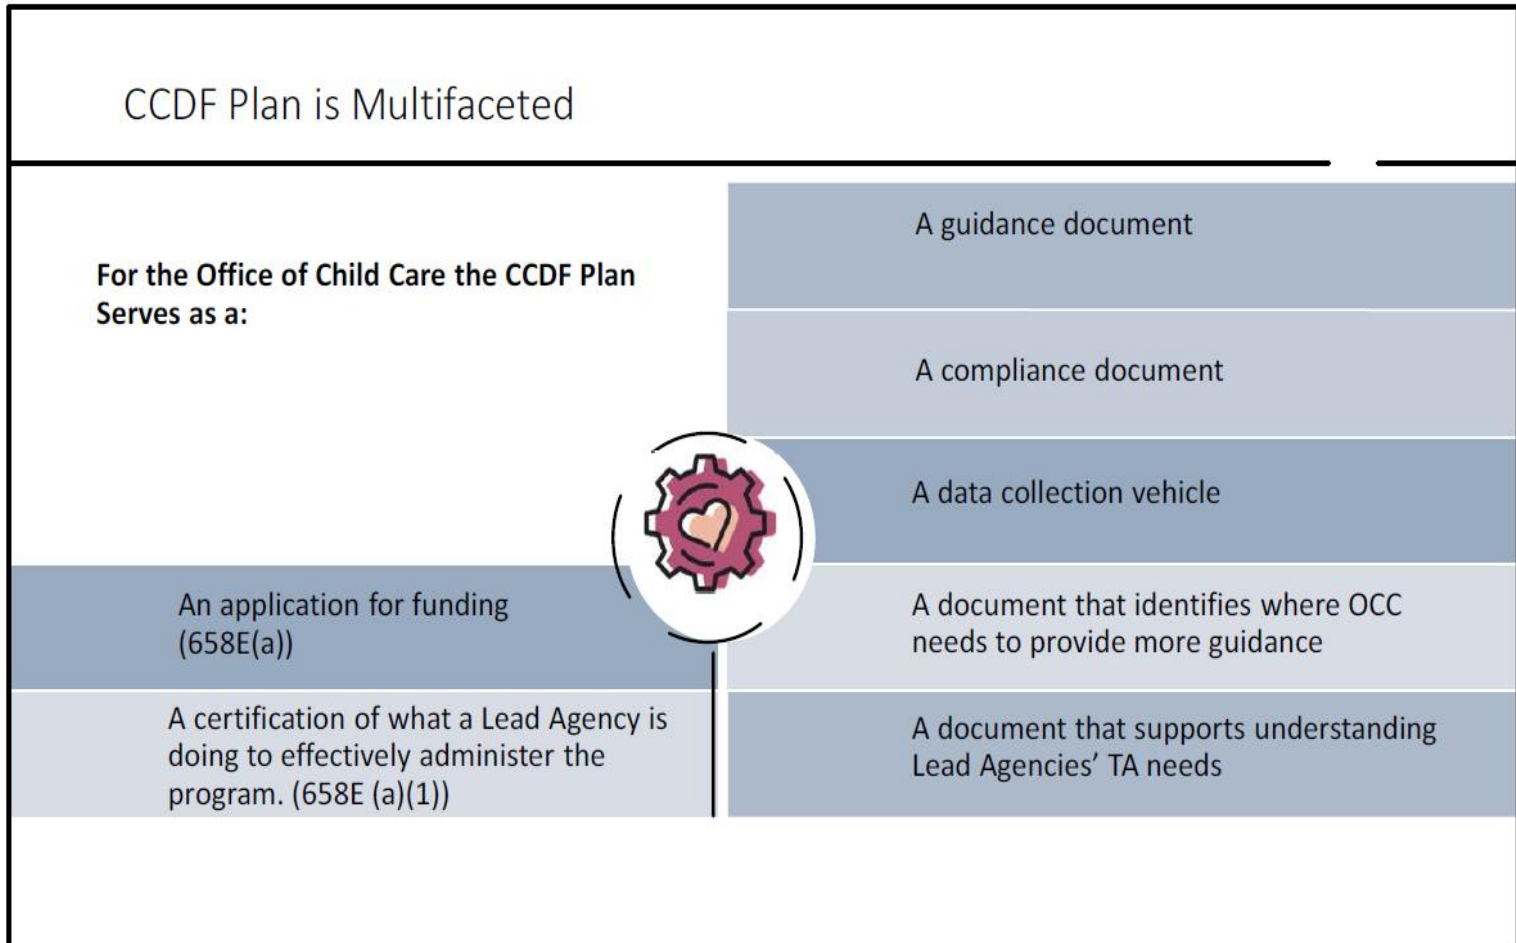 CCDF Plan is Multifaceted
For the Office of Child Care the CCDF Plan
Serves as a:
An application for funding
(658E(a))
A certification of what a Lead Agency is
doing to effectively administer the
program. (658E (a)(1))
A guidance document
A compliance document
A data collection vehicle
A document that identifies where OCC
needs to provide more guidance
A document that supports understanding
Lead Agencies’ TA needs